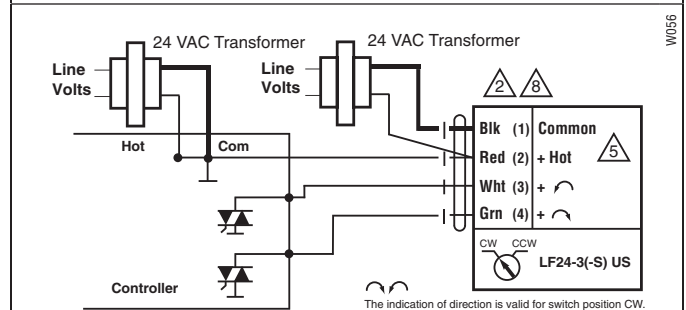 W056
24 VAC Transformer
24 VAC Transformer
Line
Volts
Line
Volts
2
8
Hot
Com
Blk (1) Common
Red (2) + Hot
5
Wht (3) +
Grn (4) +
CW CCW
LF24-3(-S) US
Controller
The indication of direction is valid for switch position CW.